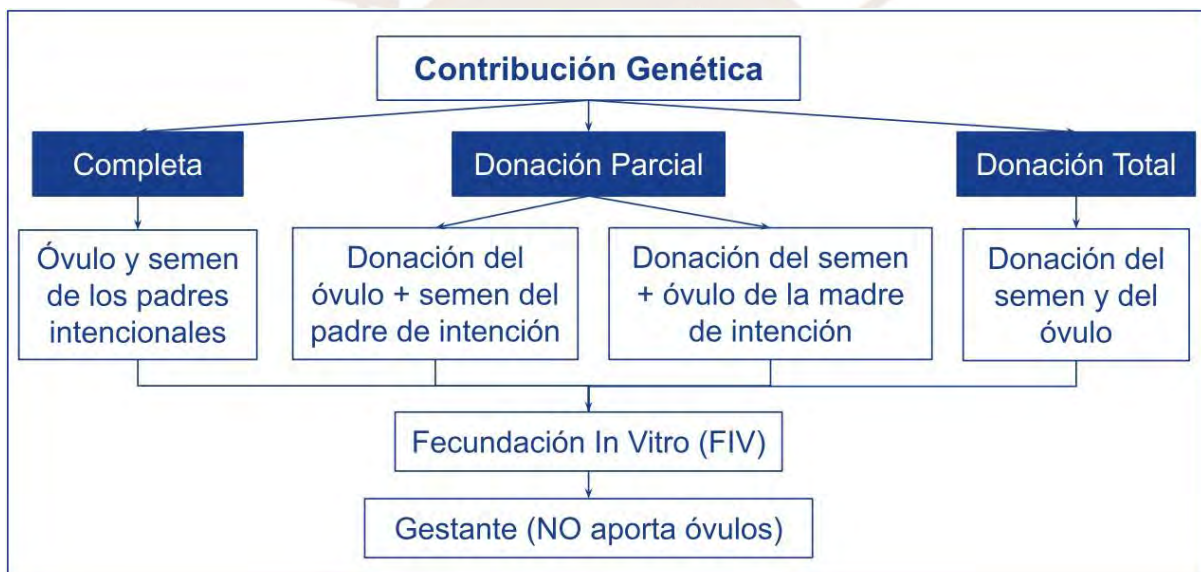 Contribución Genética
Completa
Donación Parcial
Donación Total
Óvulo y semen
de los padres
intencionales
Donación del
óvulo + semen del
padre de intención
Donación del semen
+ óvulo de la madre
de intención
Donación del
semen y del
óvulo
Fecundación In Vitro (FIV)
Gestante (NO aporta óvulos)